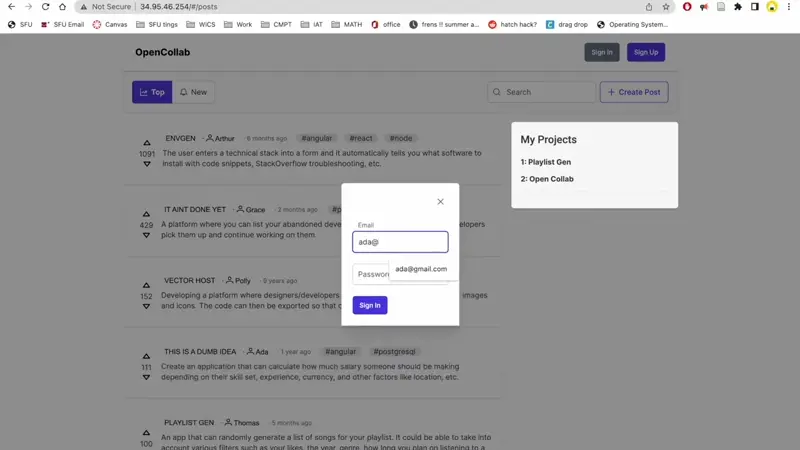 Not Secure | 34.95.46.254/#/posts
SFU
SFU Email
Canvas
SFU tings
WiCS
Work
CMPT
IAT
MATH
office
frens !! summer a...
hatch hack?
drag drop
Operating System...
OpenCollab
Sign In
Sign Up
Top
New
Search
+ Create Post
ENVGEN · Arthur · 6 months ago #angular #react #node
1091
The user enters a technical stack into a form and it automatically tells you what software to
install with code snippets, StackOverflow troubleshooting, etc.
My Projects
1: Playlist Gen
2: Open Collab
IT AINT DONE YET · Grace · 2 months ago
429
A platform where you can list your abandoned
pick them up and continue working on them.
VECTOR HOST · Polly · 9 years ago
152
Developing a platform where designers/developers images
and icons. The code can then be exported so that
THIS IS A DUMB IDEA · Ada · 1 year ago #angular #postgresql
111
Create an application that can calculate how much salary someone should be making
depending on their skill set, experience, currency, and other factors like location, etc.
PLAYLIST GEN · Thomas · 5 months ago
100
An app that can randomly generate a list of songs for your playlist. It could be able to take into
account various filters such as your likes, the year, genre, how long you plan on listening to a
Email
ada@
ada@gmail.com
Password
Sign In